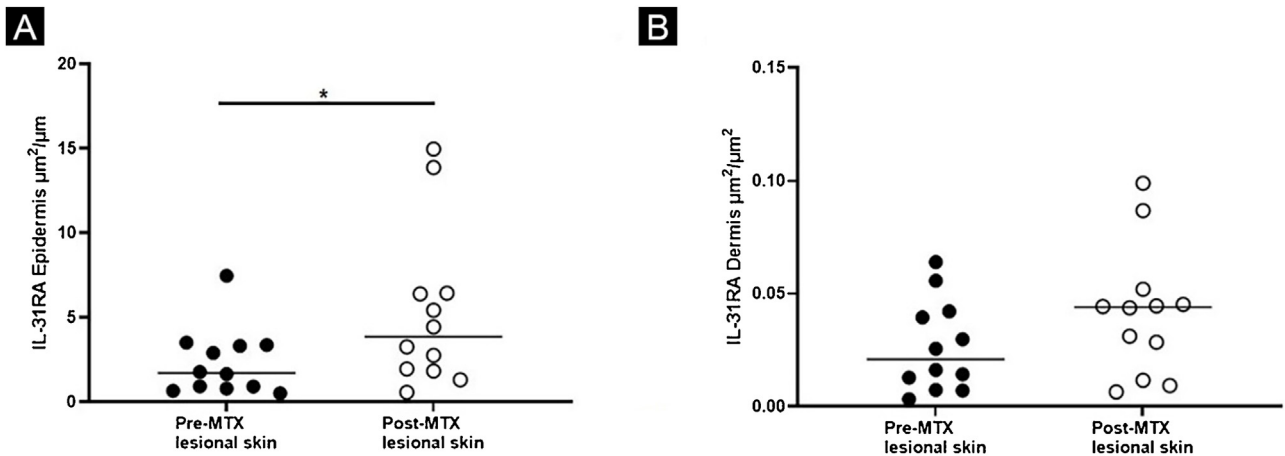 A
IL-31RA Epidermis µm²/µm
20
15
10
5
0
*
Pre-MTX
lesional skin
Post-MTX
lesional skin
B
IL-31RA Dermis µm²/µm²
0.15
0.10
0.05
0.00
Pre-MTX
lesional skin
Post-MTX
lesional skin